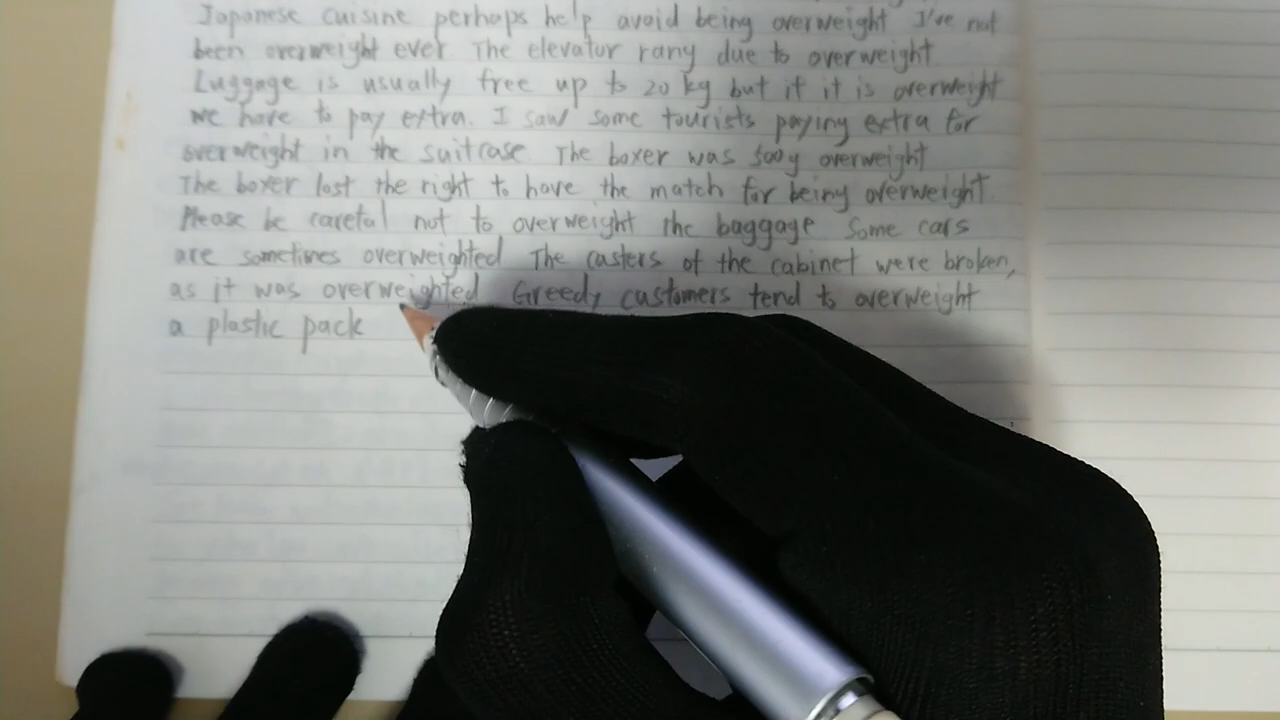 Japanese cuisine perhaps help avoid being overweight I've not
been overweight ever The elevator rang due to overweight
Luggage is usually free up to 20 kg but if it is overweight
we have to pay extra. I saw some tourists paying extra for
overweight in the suitcase The boxer was 500g overweight
The boxer lost the right to have the match for being overweight
Please be careful not to overweight the baggage Some cars
are sometimes overweighted The casters of the cabinet were broken,
as it was overweighted Greedy customers tend to overweight
a plastic pack